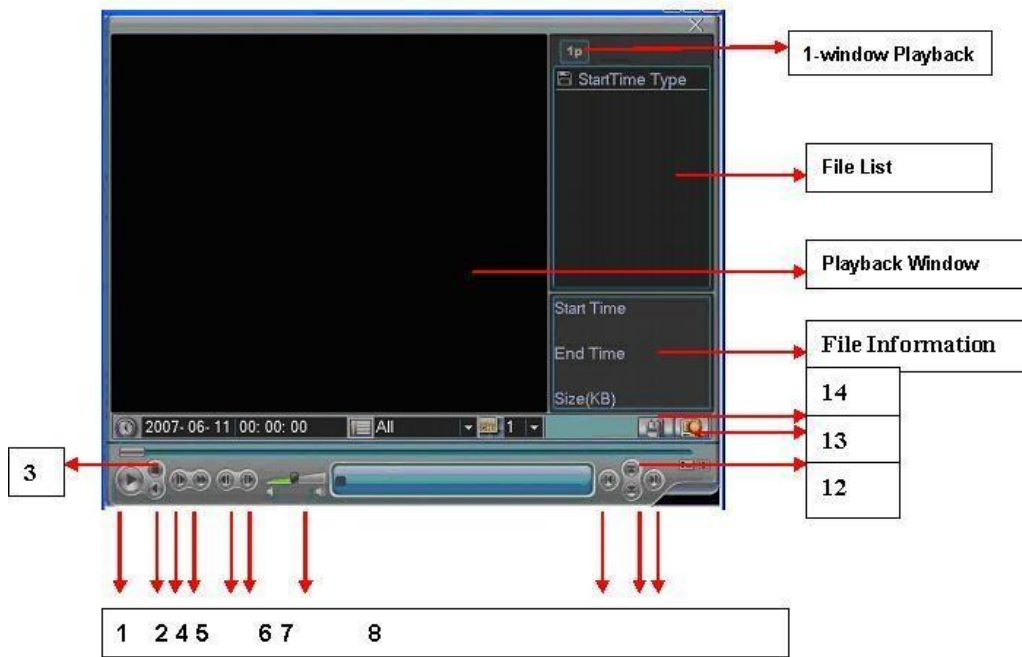 1p
1-window Playback
StartTime Type
File List
Playback Window
Start Time
End Time
Size(KB)
File Information
14
13
12
2007- 06- 11 00: 00: 00 All 1
3
1 2 4 5 6 7 8